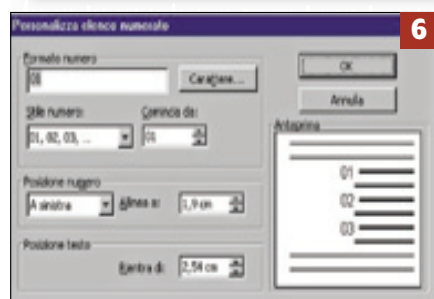 Personalizza elenco numerato
6
Formato numero
01
Carattere...
OK
Annulla
Stile numero:
Comincia da:
01, 02, 03, ...
01
Anteprima
01
02
03
Posizione numero
A sinistra
Allinea a:
1,9 cm
Posizione testo
Rientra di:
2,54 cm